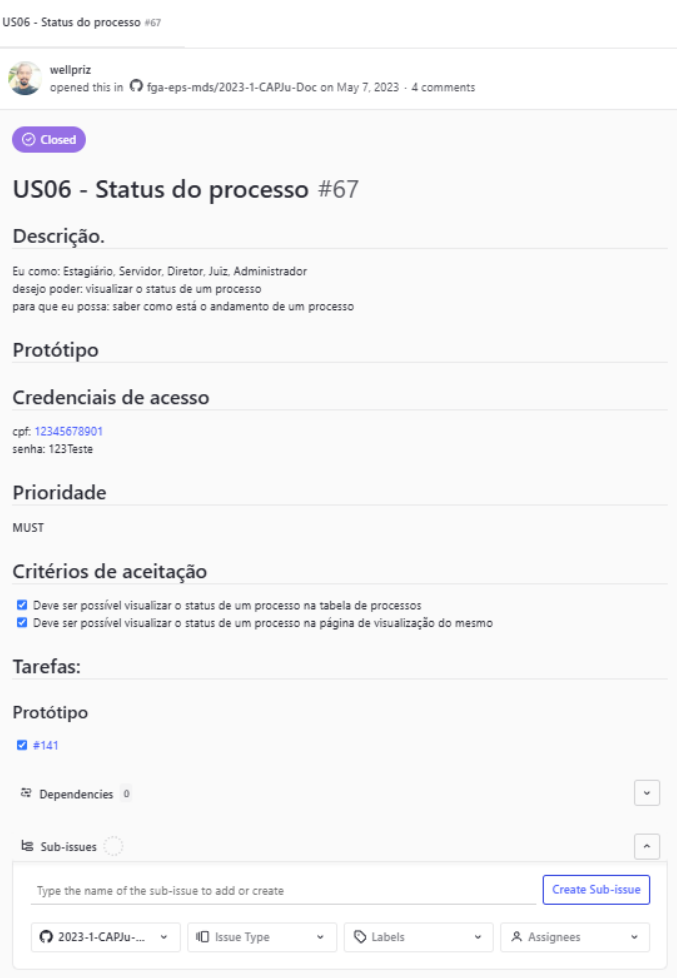 US06 - Status do processo #67
wellpriz
opened this in fga-eps-mds/2023-1-CAPJu-Doc on May 7, 2023 · 4 comments
Closed
US06 - Status do processo #67
Descrição.
Eu como: Estagiário, Servidor, Diretor, Juiz, Administrador
desejo poder: visualizar o status de um processo
para que eu possa: saber como está o andamento de um processo
Protótipo
Credenciais de acesso
cpf: 12345678901
senha: 123Teste
Prioridade
MUST
Critérios de aceitação
Deve ser possível visualizar o status de um processo na tabela de processos
Deve ser possível visualizar o status de um processo na página de visualização do mesmo
Tarefas:
Protótipo
#141
Dependencies 0
Sub-issues
Type the name of the sub-issue to add or create
Create Sub-issue
2023-1-CAPJu-... Issue Type Labels Assignees